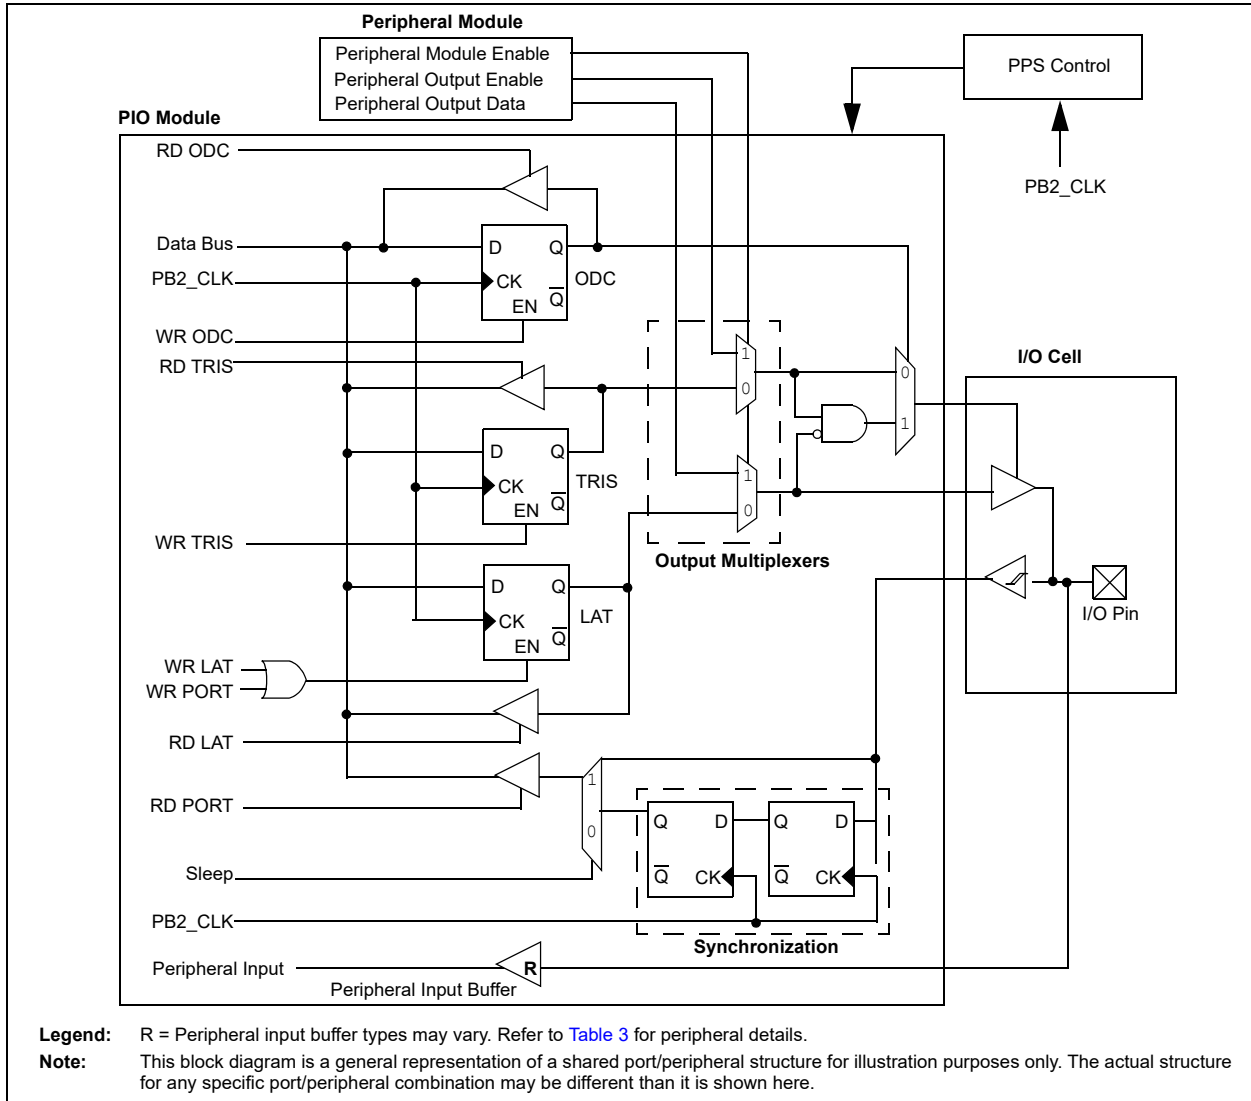 Peripheral Module
Peripheral Module Enable
Peripheral Output Enable
Peripheral Output Data
PPS Control
PB2_CLK
PIO Module
RD ODC
Data Bus
D Q
PB2_CLK
CK
ODC
EN Q̅
WR ODC
RD TRIS
1
0
I/O Cell
0
1
D Q
CK
TRIS
EN Q̅
WR TRIS
1
0
Output Multiplexers
D Q
CK
LAT
EN Q̅
I/O Pin
WR LAT
WR PORT
RD LAT
RD PORT
1
0
Q D Q D
Q̅ CK Q̅ CK
Sleep
PB2_CLK
Synchronization
Peripheral Input
R
Peripheral Input Buffer
Legend: R = Peripheral input buffer types may vary. Refer to Table 3 for peripheral details.
Note: This block diagram is a general representation of a shared port/peripheral structure for illustration purposes only. The actual structure
for any specific port/peripheral combination may be different than it is shown here.